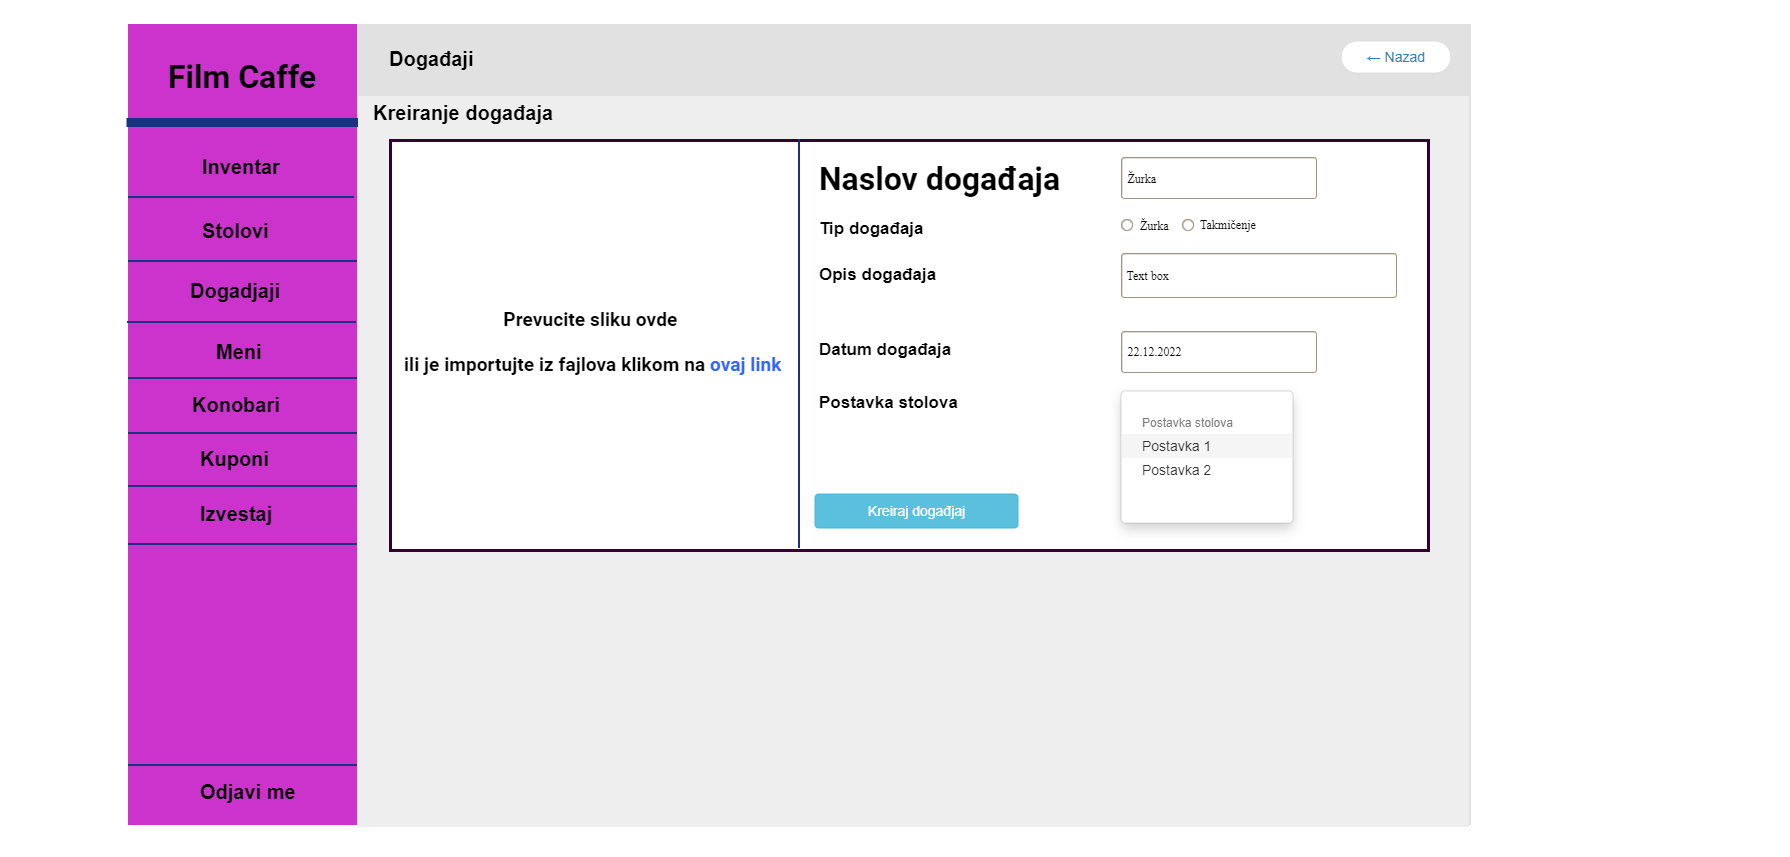 Film Caffe
Inventar
Stolovi
Dogadjaji
Meni
Konobari
Kuponi
Izvestaj
Odjavi me
Događaji
← Nazad
Kreiranje događaja
Prevucite sliku ovde
ili je importujte iz fajlova klikom na ovaj link
Naslov događaja
Žurka
Tip događaja
Žurka Takmičenje
Opis događaja
Text box
Datum događaja
22.12.2022
Postavka stolova
Postavka stolova
Postavka 1
Postavka 2
Kreiraj događjaj